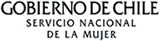 GOBIERNO DE CHILE
SERVICIO NACIONAL
DE LA MUJER